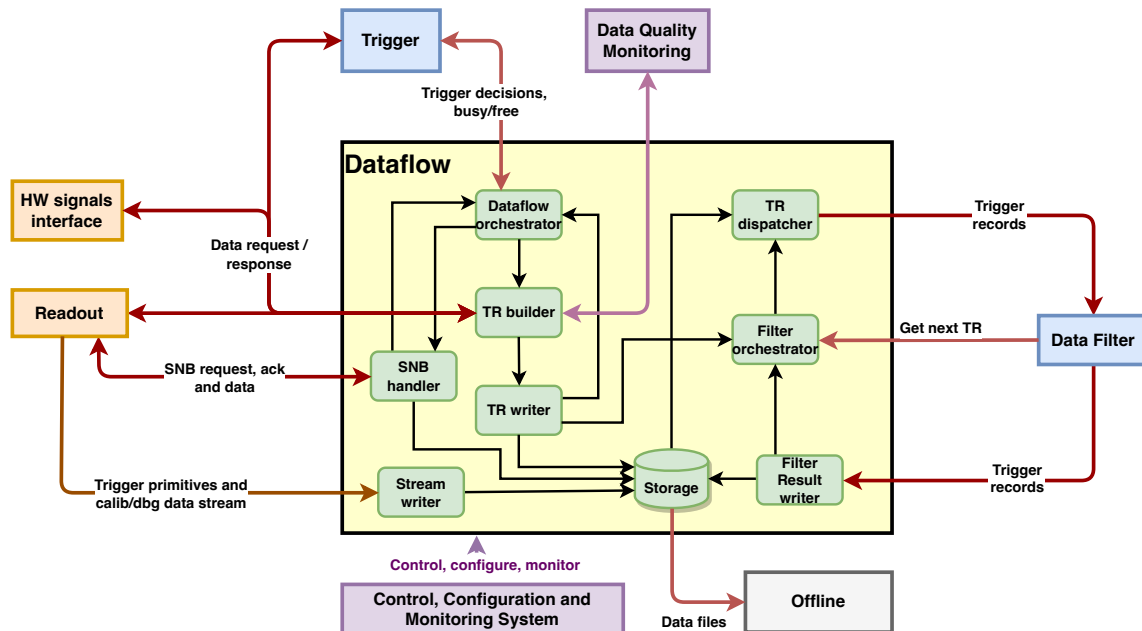 Trigger
Data Quality
Monitoring
Trigger decisions,
busy/free
Dataflow
HW signals
interface
Dataflow
orchestrator
TR
dispatcher
Trigger
records
Data request /
response
Readout
TR builder
Filter
orchestrator
Get next TR
Data Filter
SNB request, ack
and data
SNB
handler
TR writer
Trigger primitives and
calib/dbg data stream
Stream
writer
Storage
Filter
Result
writer
Trigger
records
Control, configure, monitor
Control, Configuration and
Monitoring System
Data files
Offline